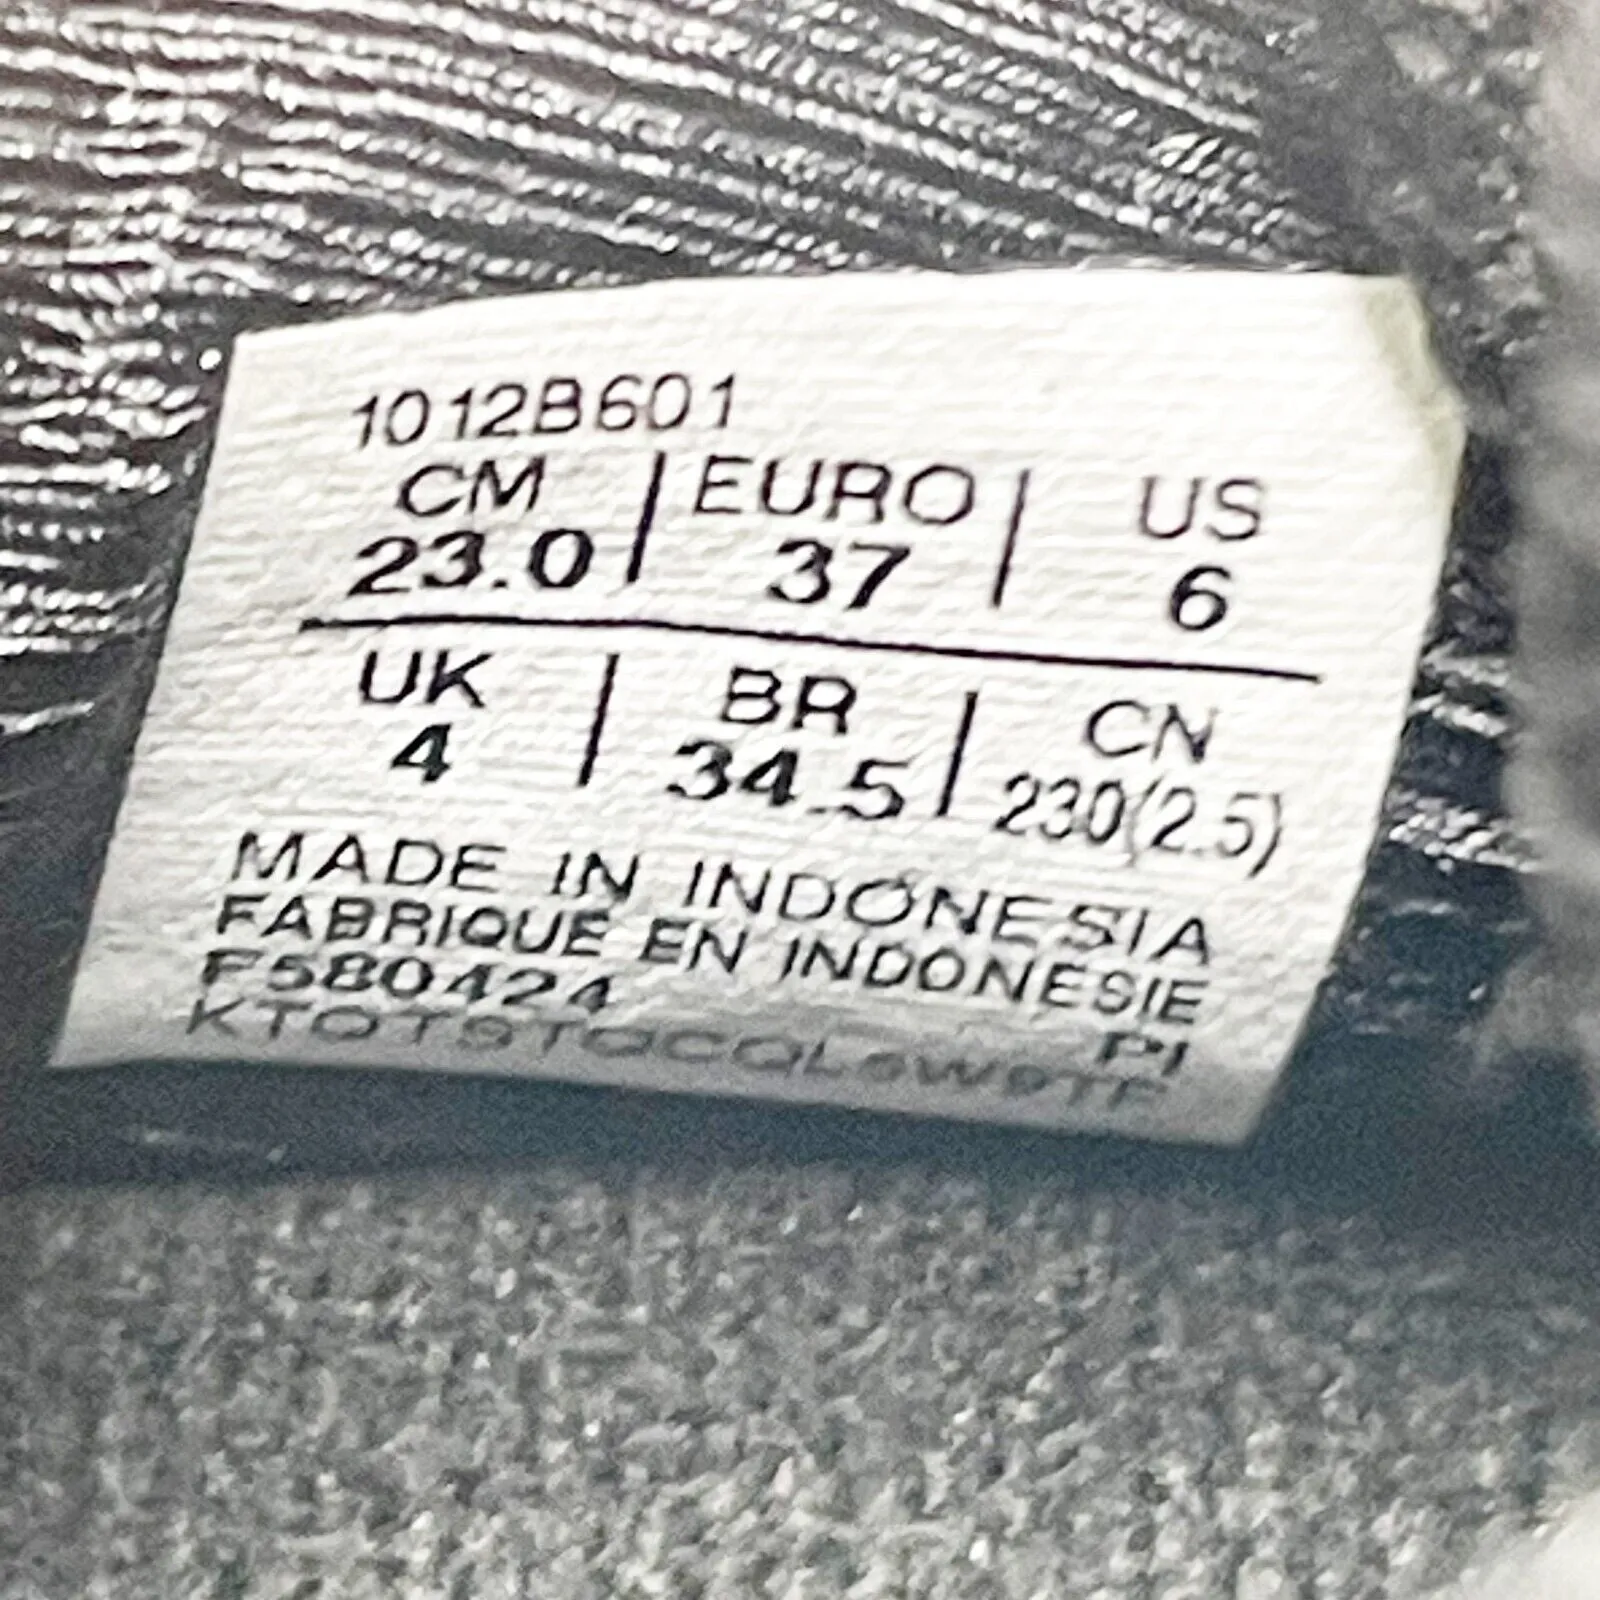 1012B601
CM | EURO | US
23.0 | 37 | 6
UK | BR | CN
4 | 34.5 | 230(2.5)
MADE IN INDONESIA
FABRIQUE EN INDONESIE
F580424
PI